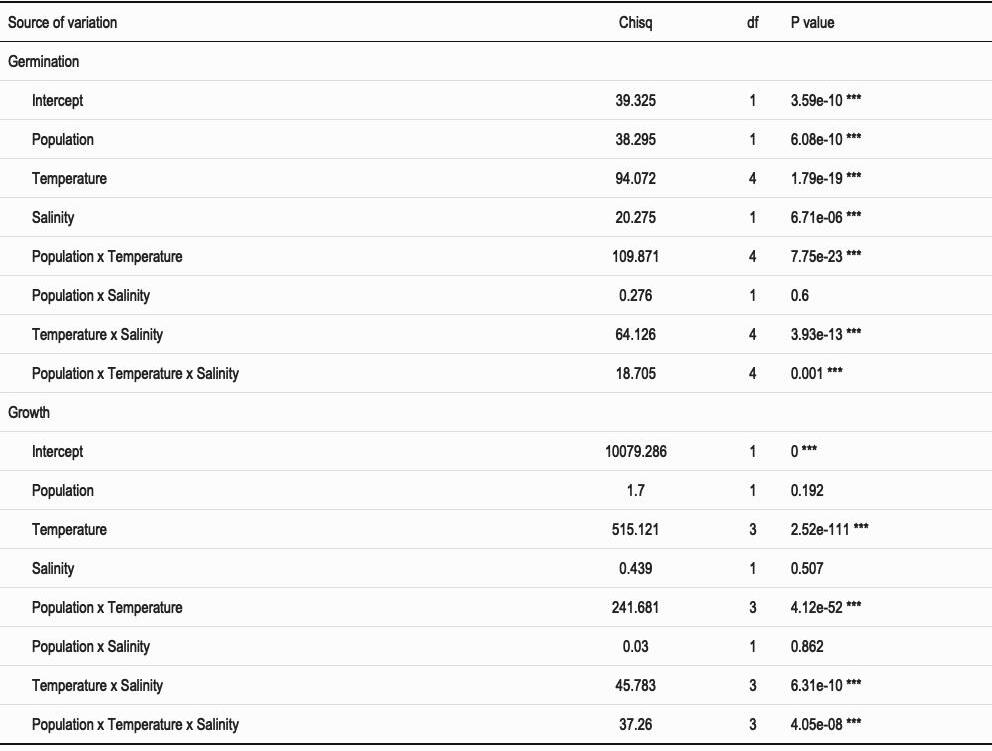 Source of variation Chisq df P value
Germination
Intercept 39.325 1 3.59e-10 ***
Population 38.295 1 6.08e-10 ***
Temperature 94.072 4 1.79e-19 ***
Salinity 20.275 1 6.71e-06 ***
Population x Temperature 109.871 4 7.75e-23 ***
Population x Salinity 0.276 1 0.6
Temperature x Salinity 64.126 4 3.93e-13 ***
Population x Temperature x Salinity 18.705 4 0.001 ***
Growth
Intercept 10079.286 1 0 ***
Population 1.7 1 0.192
Temperature 515.121 3 2.52e-111 ***
Salinity 0.439 1 0.507
Population x Temperature 241.681 3 4.12e-52 ***
Population x Salinity 0.03 1 0.862
Temperature x Salinity 45.783 3 6.31e-10 ***
Population x Temperature x Salinity 37.26 3 4.05e-08 ***